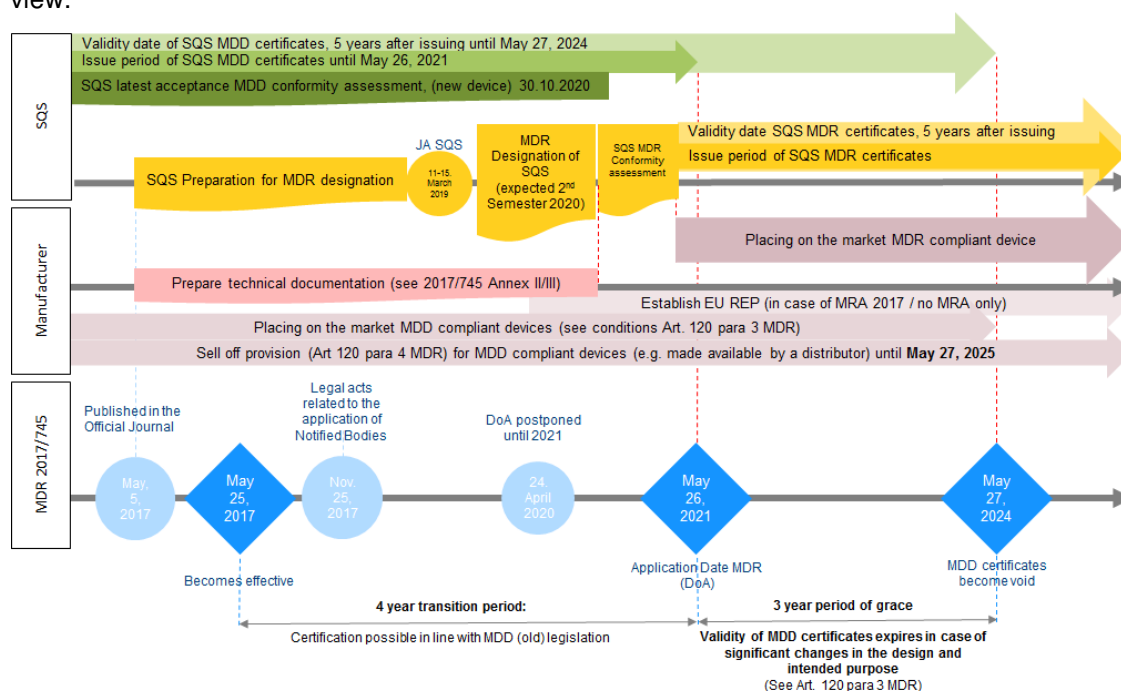 view.
SQS
Validity date of SQS MDD certificates, 5 years after issuing until May 27, 2024
Issue period of SQS MDD certificates until May 26, 2021
SQS latest acceptance MDD conformity assessment, (new device) 30.10.2020
SQS Preparation for MDR designation
JA SQS
11-15.
March
2019
MDR
Designation of
SQS
(expected 2nd
Semester 2020)
SQS MDR
Conformity
assessment
Validity date SQS MDR certificates, 5 years after issuing
Issue period of SQS MDR certificates
Manufacturer
Placing on the market MDR compliant device
Prepare technical documentation (see 2017/745 Annex II/III)
Establish EU REP (in case of MRA 2017 / no MRA only)
Placing on the market MDD compliant devices (see conditions Art. 120 para 3 MDR)
Sell off provision (Art 120 para 4 MDR) for MDD compliant devices (e.g. made available by a distributor) until May 27, 2025
MDR 2017/745
Published in the
Official Journal
May,
5,
2017
May
25,
2017
Becomes effective
Legal acts
related to the
application of
Notified Bodies
Nov.
25,
2017
DoA postponed
until 2021
24.
April
2020
May
26,
2021
Application Date MDR
(DoA)
May
27,
2024
MDD certificates
become void
4 year transition period:
Certification possible in line with MDD (old) legislation
3 year period of grace
Validity of MDD certificates expires in case of
significant changes in the design and
intended purpose
(See Art. 120 para 3 MDR)